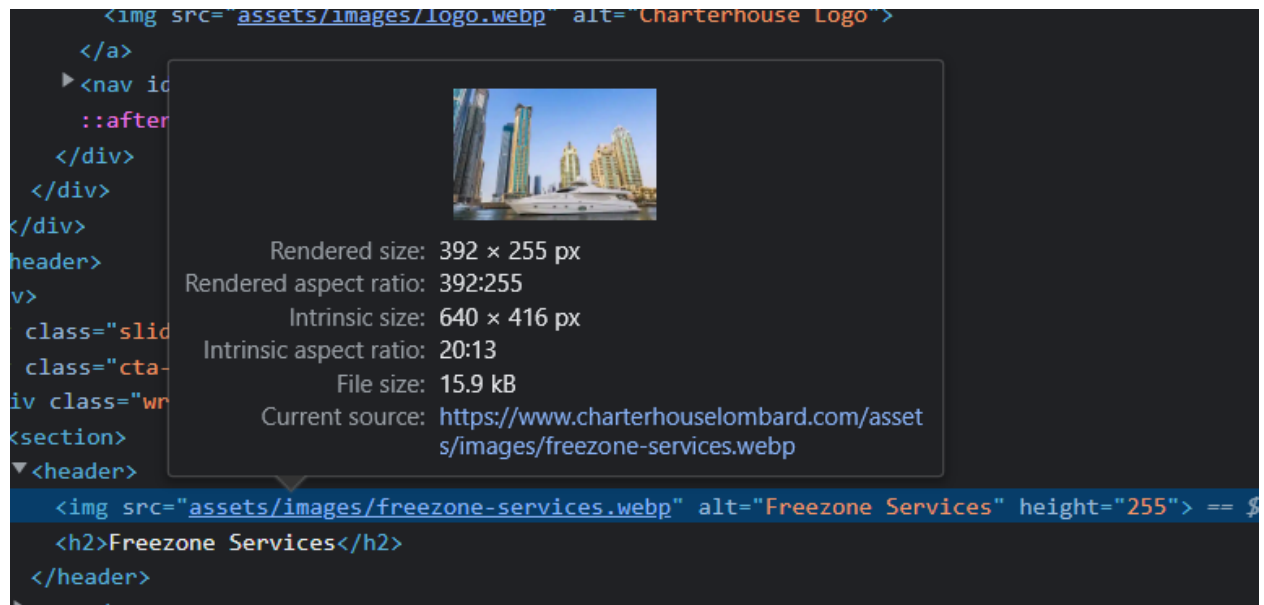 <img src="assets/images/logo.webp" alt="Charterhouse Logo">
</a>
<nav id
::after
</div>
</div>
</div>
header>
v>
class="slid
class="cta-
iv class="wr
<section>
<header>
Rendered size: 392 × 255 px
Rendered aspect ratio: 392:255
Intrinsic size: 640 × 416 px
Intrinsic aspect ratio: 20:13
File size: 15.9 kB
Current source: https://www.charterhouselombard.com/asset
s/images/freezone-services.webp
<img src="assets/images/freezone-services.webp" alt="Freezone Services" height="255"> == $
<h2>Freezone Services</h2>
</header>